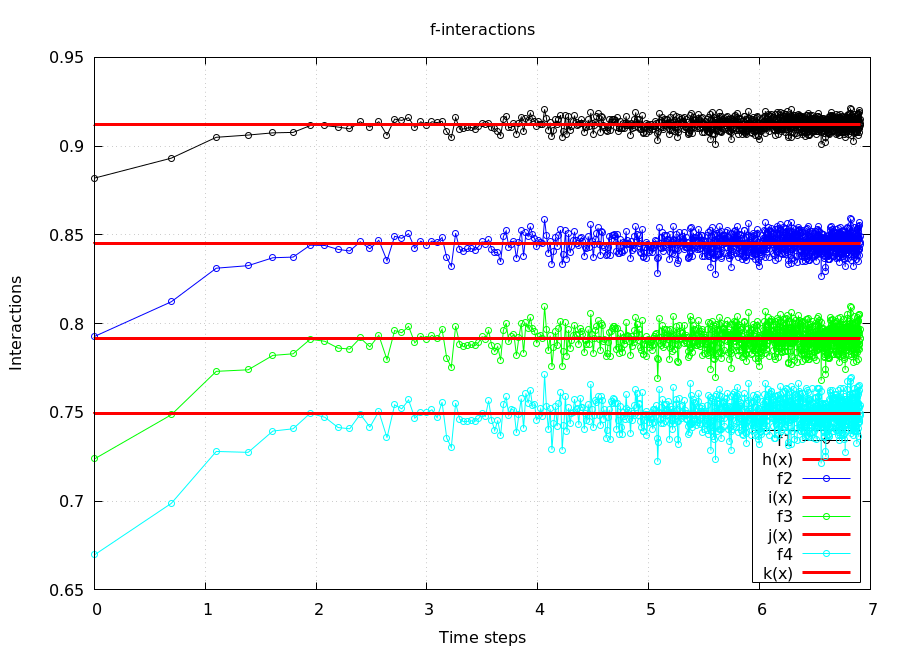 f-interactions
0.95
0.9
0.85
0.8
0.75
0.7
0.65
Interactions
0 1 2 3 4 5 6 7
Time steps
f1
h(x)
f2
i(x)
f3
j(x)
f4
k(x)